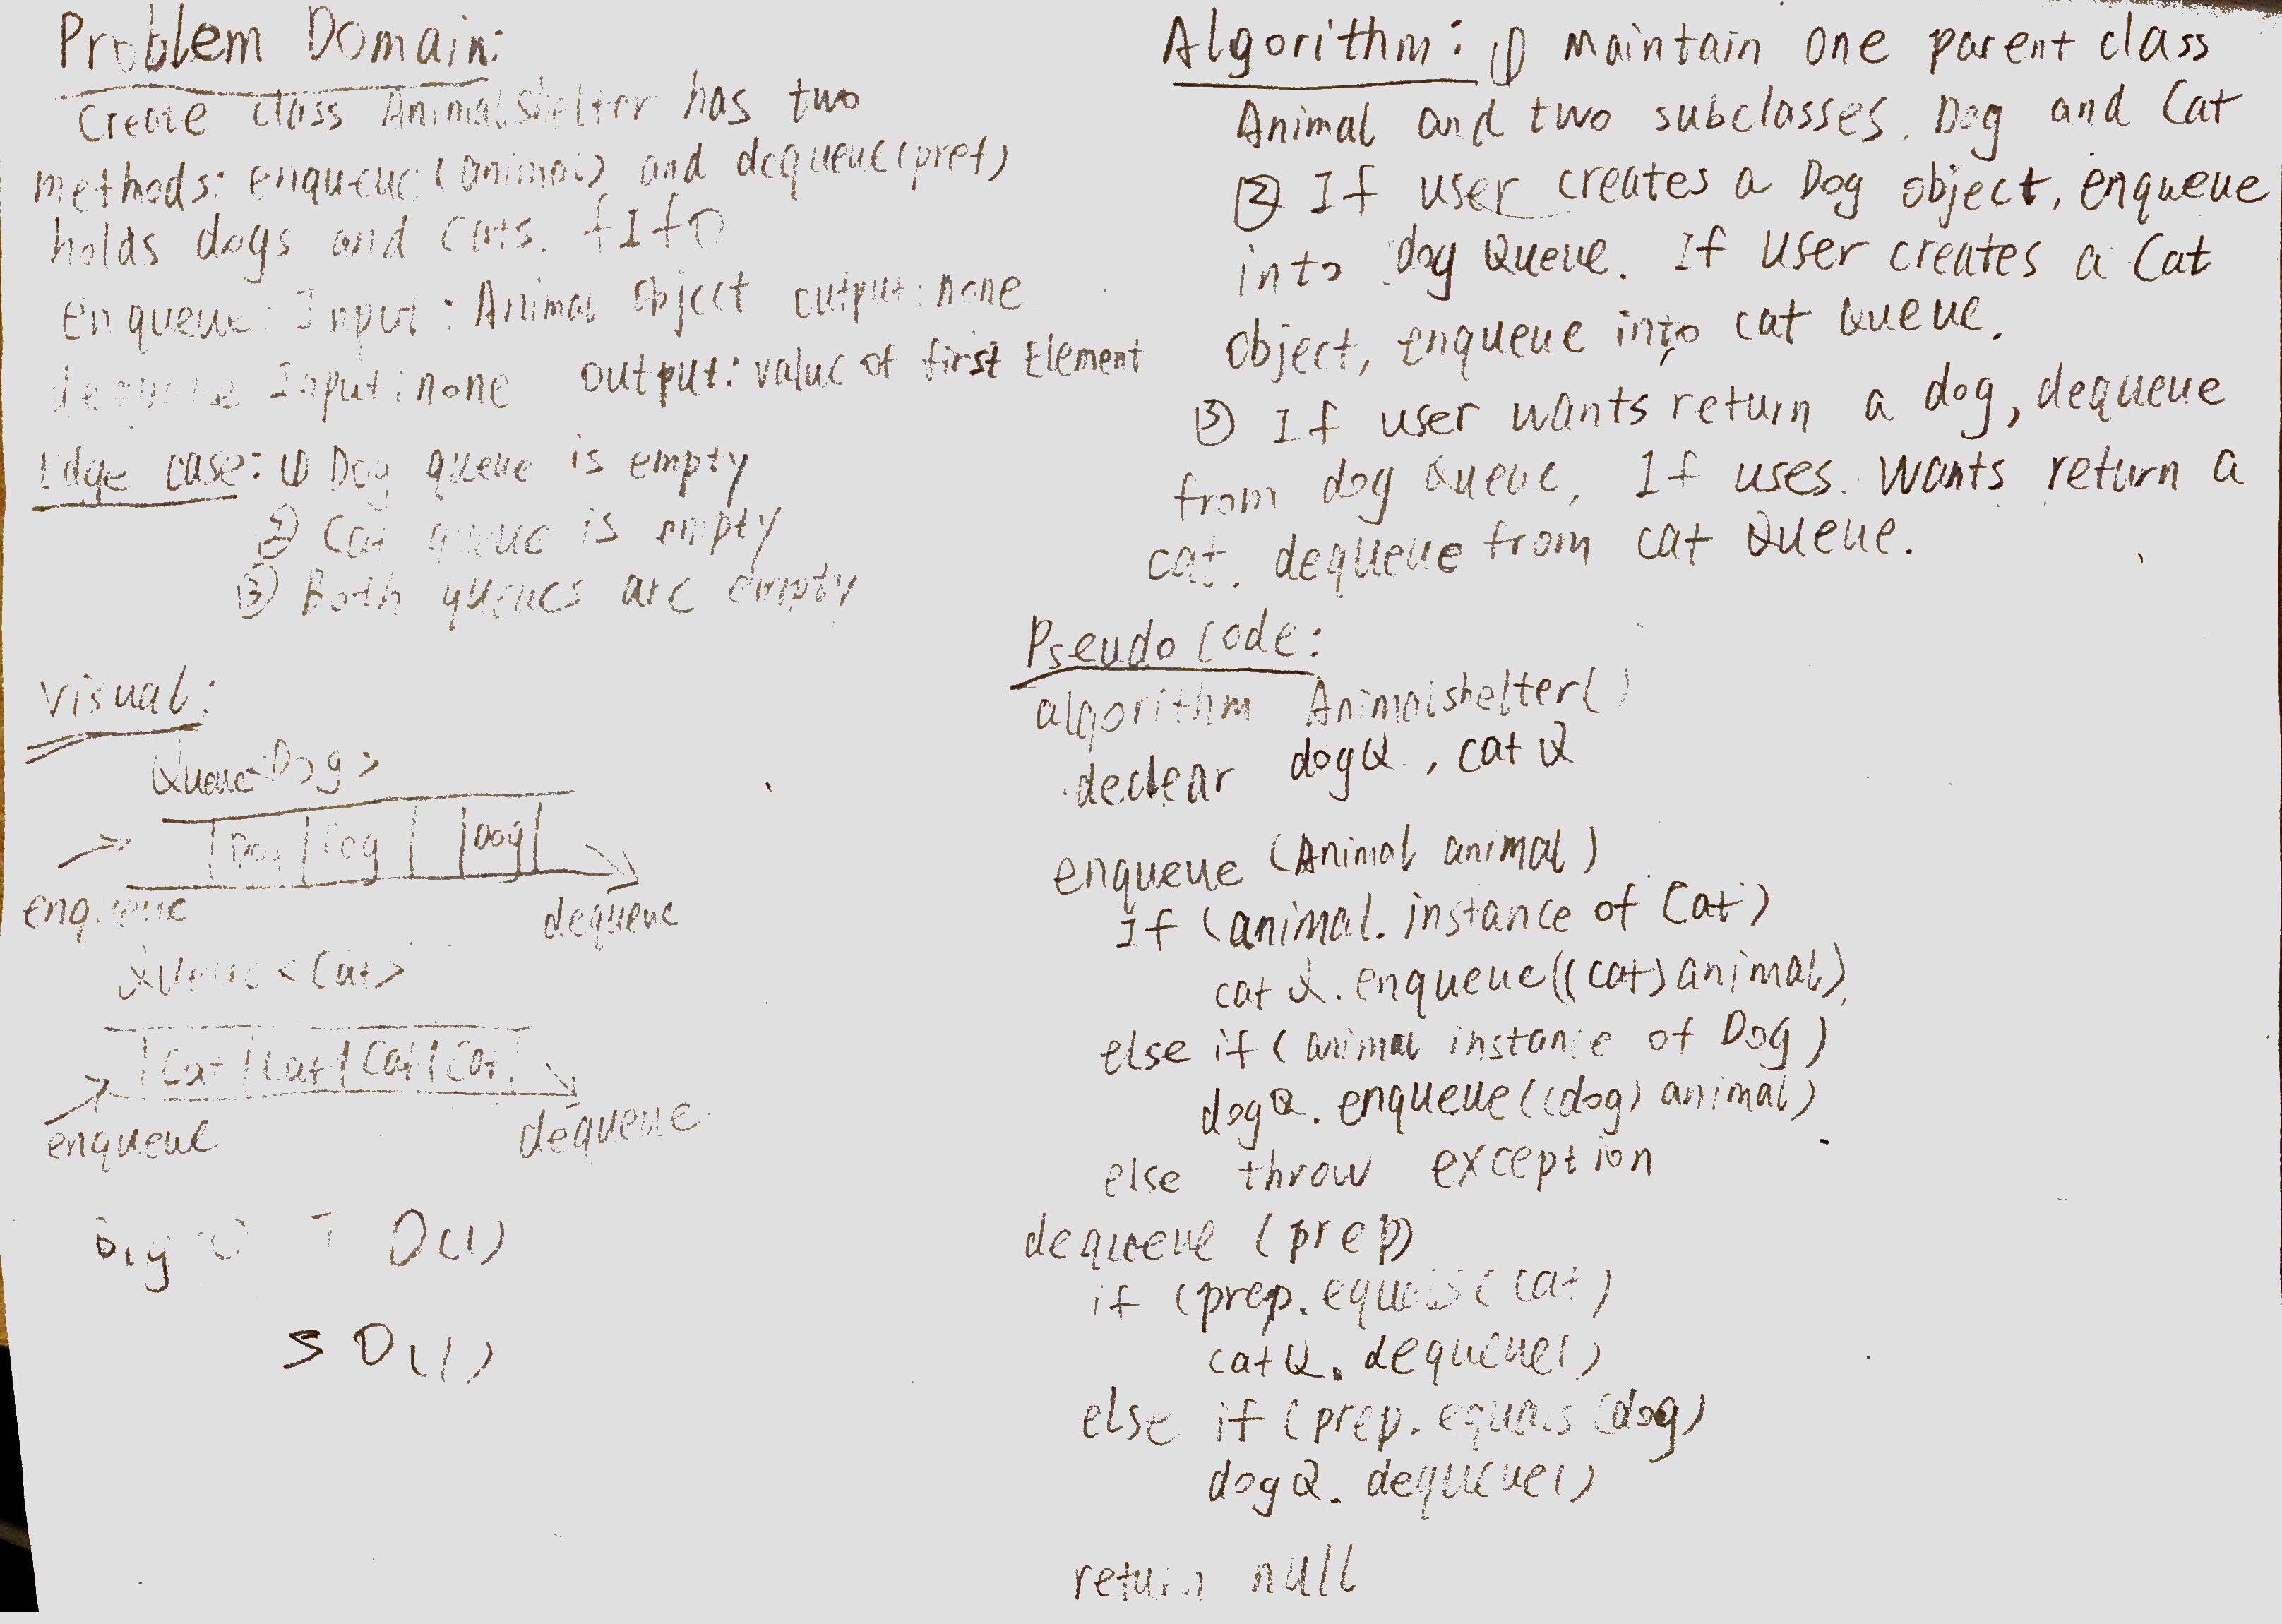 Problem Domain:
Create class Animalshelter has two
methods: enqueue(animal) and dequeue(pref)
holds dogs and cats. fIfO
enqueue: Input: Animal Object output: none
dequeue Input: none output: value of first Element
Edge case: ① Dog queue is empty
② Cat queue is empty
③ Both queues are empty
Visual:
Queue<Dog>
Dog Dog Dog
enqueue dequeue
Queue<Cat>
Cat Cat Cat Cat
enqueue dequeue
big O T O(1)
S O(1)
Algorithm: ① Maintain one parent class
Animal and two subclasses. Dog and Cat
② If user creates a Dog object, enqueue
into dog Queue. If user creates a Cat
object, enqueue into cat Queue.
③ If user wants return a dog, dequeue
from dog Queue, If uses. wants return a
cat. dequeue from cat Queue.
Pseudo code:
algorithm Animalshelter()
declear dogQ, catQ
enqueue (Animal animal)
If (animal. instance of Cat)
catQ. enqueue((cat) animal)
else if (animal instance of Dog)
dogQ. enqueue((dog) animal)
else throw exception
dequeue (prep)
if (prep. equals (cat)
catQ. dequeue()
else if (prep. equals (dog)
dogQ. dequeue()
return null